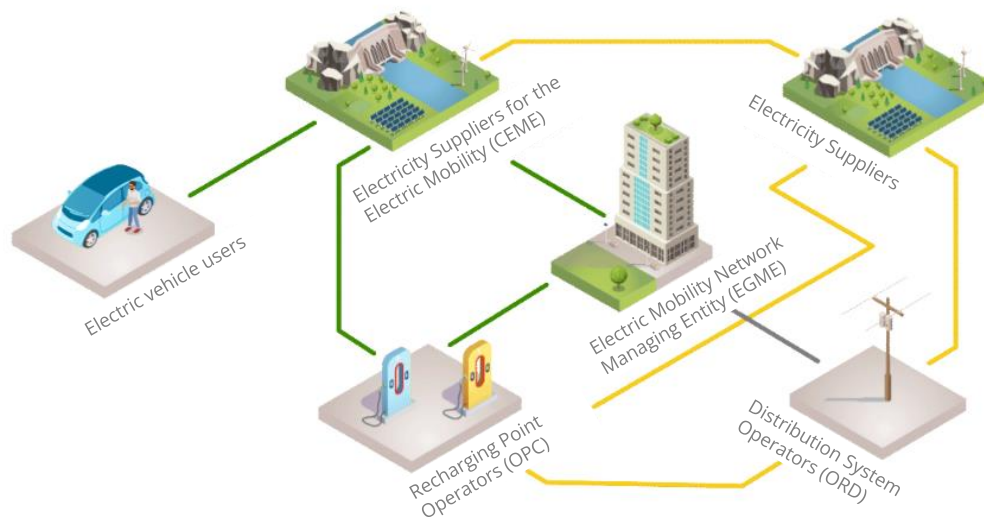 Electricity Suppliers for the
Electric Mobility (CEME)
Electricity Suppliers
Electric vehicle users
Electric Mobility Network
Managing Entity (EGME)
Recharging Point
Operators (OPC)
Distribution System
Operators (ORD)